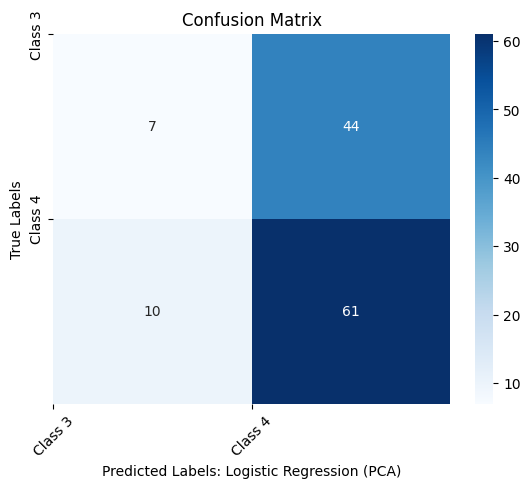 Confusion Matrix
True Labels
Class 3
Class 4
7
44
10
61
60
50
40
30
20
10
Class 3
Class 4
Predicted Labels: Logistic Regression (PCA)